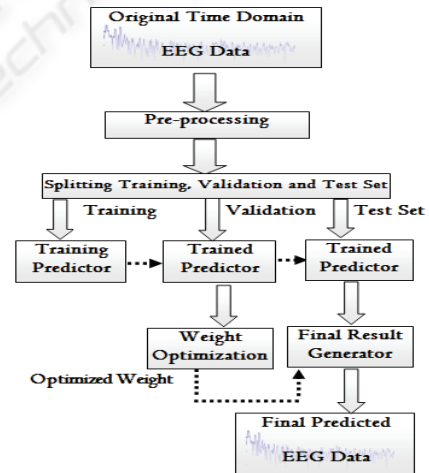 Original Time Domain
EEG Data
Pre-processing
Splitting Training, Validation and Test Set
Training
Validation
Test Set
Training
Predictor
Trained
Predictor
Trained
Predictor
Weight
Optimization
Final Result
Generator
Optimized Weight
Final Predicted
EEG Data